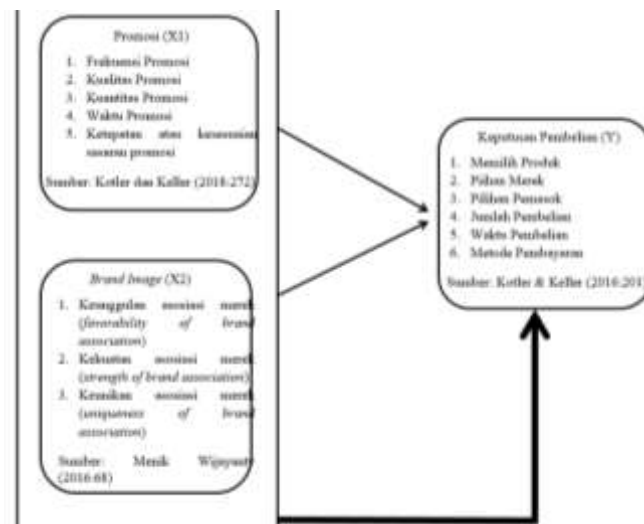 Promosi (X1)
1. Frekuensi Promosi
2. Kualitas Promosi
3. Kuantitas Promosi
4. Waktu Promosi
5. Ketepatan atau kesesuaian
sasaran promosi
Sumber: Kotler dan Keller (2016:272)
Brand Image (X2)
1. Keunggulan asosiasi merek
(favorability of brand
association)
2. Kekuatan asosiasi merek
(strength of brand association)
3. Keunikan asosiasi merek
(uniqueness of brand
association)
Sumber: Menik Wijayanty
(2016:68)
Keputusan Pembelian (Y)
1. Memilih Produk
2. Pilihan Merek
3. Pilihan Pemasok
4. Jumlah Pembelian
5. Waktu Pembelian
6. Metode Pembayaran
Sumber: Kotler & Keller (2016:201)